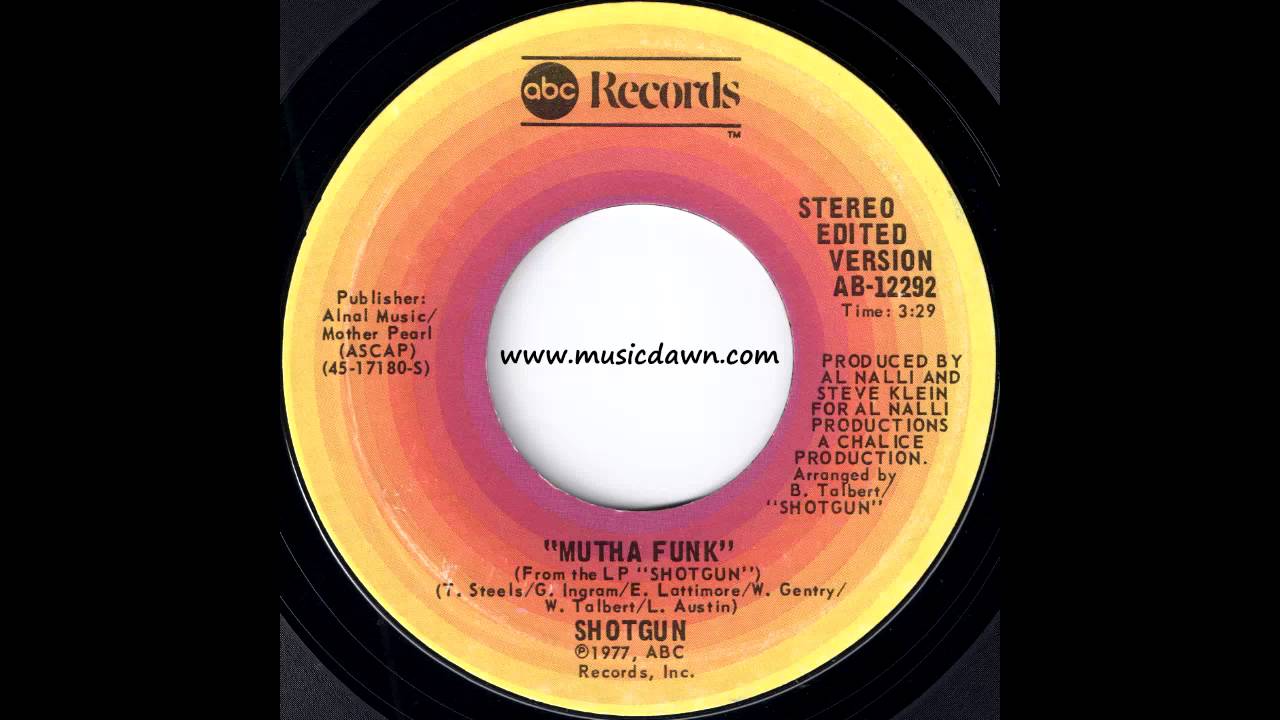 abc Records
TM
STEREO
EDITED
VERSION
AB-12292
Time: 3:29
Publisher:
Alnal Music/
Mother Pearl
(ASCAP)
(45-17180-S)
www.musicdawn.com
PRODUCED BY
AL NALLI AND
STEVE KLEIN
FOR AL NALLI
PRODUCTIONS
A CHALICE
PRODUCTION.
Arranged by
B. Talbert/
"SHOTGUN"
"MUTHA FUNK"
(From the LP "SHOTGUN")
(T. Steels/G. Ingram/E. Lattimore/W. Gentry/
W. Talbert/L. Austin)
SHOTGUN
℗1977, ABC
Records, Inc.